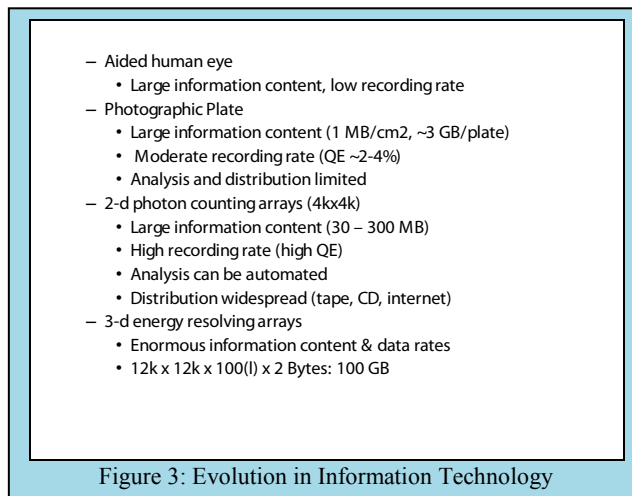 – Aided human eye
• Large information content, low recording rate
– Photographic Plate
• Large information content (1 MB/cm2, ~3 GB/plate)
• Moderate recording rate (QE ~2-4%)
• Analysis and distribution limited
– 2-d photon counting arrays (4kx4k)
• Large information content (30 – 300 MB)
• High recording rate (high QE)
• Analysis can be automated
• Distribution widespread (tape, CD, internet)
– 3-d energy resolving arrays
• Enormous information content & data rates
• 12k x 12k x 100(l) x 2 Bytes: 100 GB
Figure 3: Evolution in Information Technology